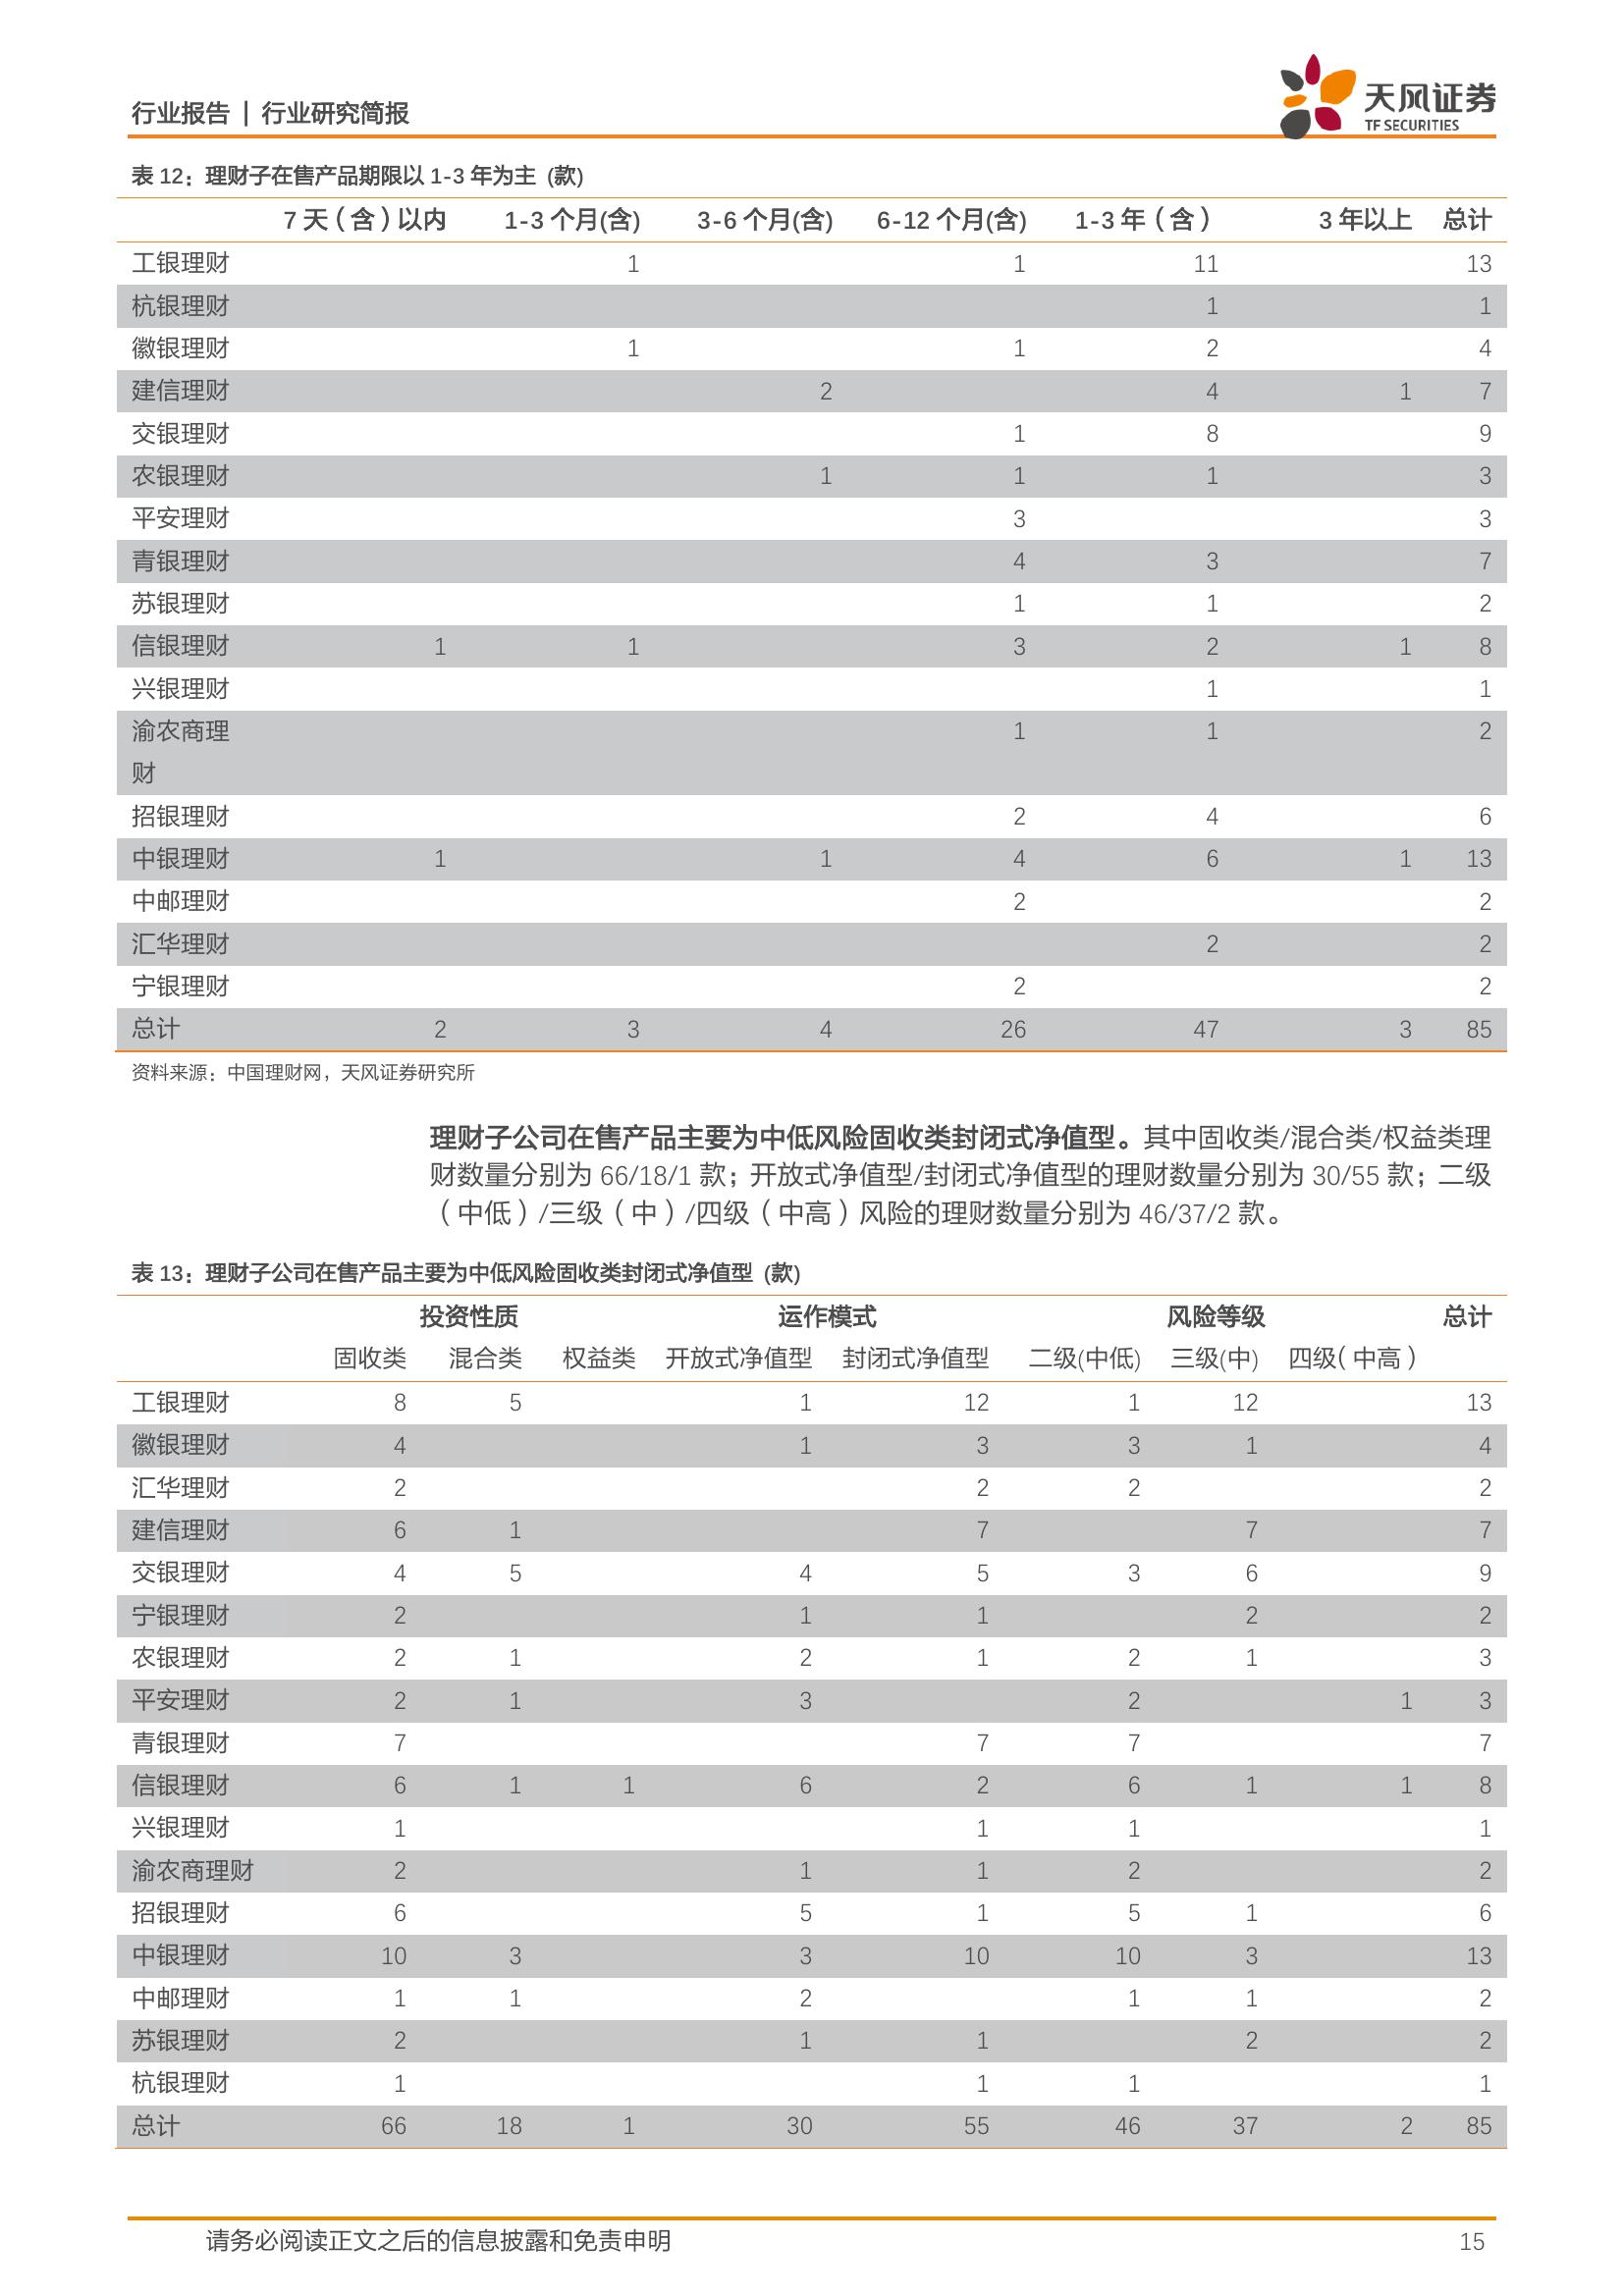 行业报告 | 行业研究简报
天风证券
TF SECURITIES
表 12：理财子在售产品期限以 1-3 年为主（款）
7 天（含）以内 1-3 个月(含) 3-6 个月(含) 6-12 个月(含) 1-3 年（含） 3 年以上 总计
工银理财 1 1 11 13
杭银理财 1 1
徽银理财 1 1 2 4
建信理财 2 4 1 7
交银理财 1 8 9
农银理财 1 1 1 3
平安理财 3 3
青银理财 4 3 7
苏银理财 1 1 2
信银理财 1 1 3 2 1 8
兴银理财 1 1
渝农商理 1 1 2
财
招银理财 2 4 6
中银理财 1 1 4 6 1 13
中邮理财 2 2
汇华理财 2 2
宁银理财 2 2
总计 2 3 4 26 47 3 85
资料来源：中国理财网，天风证券研究所
理财子公司在售产品主要为中低风险固收类封闭式净值型。其中固收类/混合类/权益类理
财数量分别为 66/18/1 款；开放式净值型/封闭式净值型的理财数量分别为 30/55 款；二级
（中低）/三级（中）/四级（中高）风险的理财数量分别为 46/37/2 款。
表 13：理财子公司在售产品主要为中低风险固收类封闭式净值型（款）
投资性质 运作模式 风险等级 总计
固收类 混合类 权益类 开放式净值型 封闭式净值型 二级(中低) 三级(中) 四级（中高）
工银理财 8 5 1 12 1 12 13
徽银理财 4 1 3 3 1 4
汇华理财 2 2 2 2
建信理财 6 1 7 7 7
交银理财 4 5 4 5 3 6 9
宁银理财 2 1 1 2 2
农银理财 2 1 2 1 2 1 3
平安理财 2 1 3 2 1 3
青银理财 7 7 7 7
信银理财 6 1 1 6 2 6 1 1 8
兴银理财 1 1 1 1
渝农商理财 2 1 1 2 2
招银理财 6 5 1 5 1 6
中银理财 10 3 3 10 10 3 13
中邮理财 1 1 2 1 1 2
苏银理财 2 1 1 2 2
杭银理财 1 1 1 1
总计 66 18 1 30 55 46 37 2 85
请务必阅读正文之后的信息披露和免责申明 15